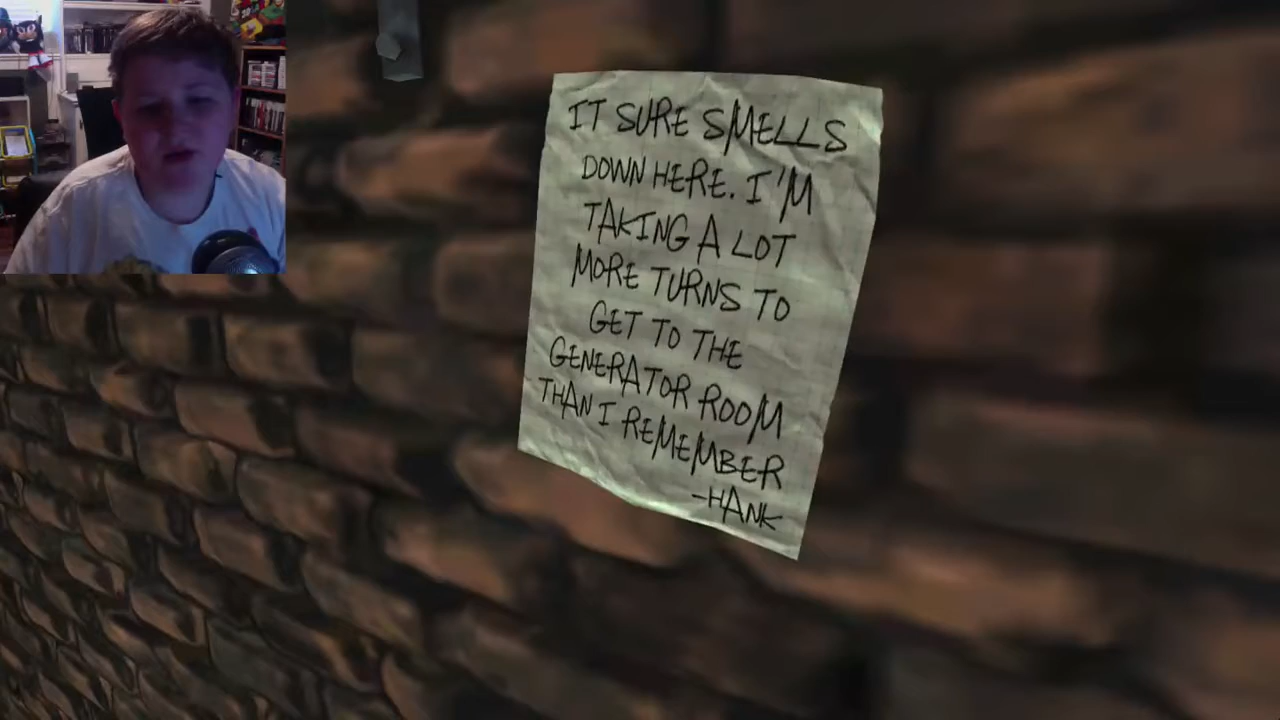 IT SURE SMELLS
DOWN HERE. I'M
TAKING A LOT
MORE TURNS TO
GET TO THE
GENERATOR ROOM
THAN I REMEMBER
-HANK